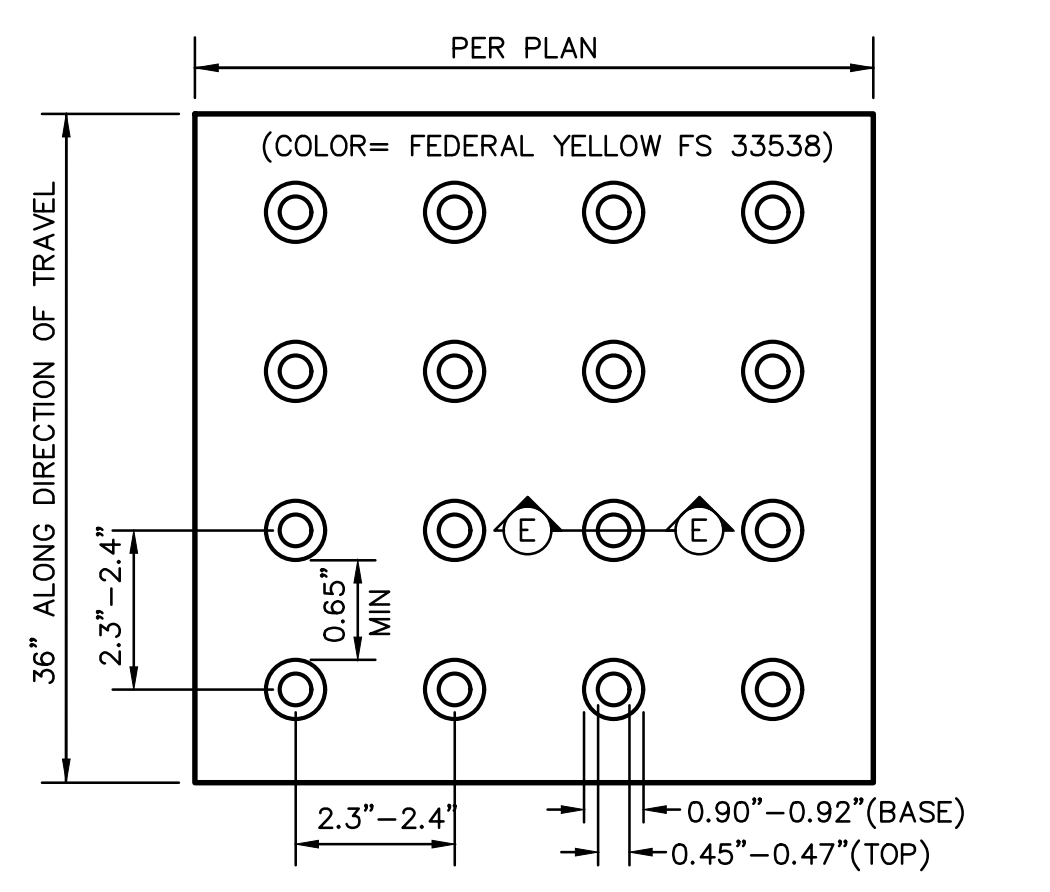 PER PLAN
(COLOR= FEDERAL YELLOW FS 33538)
36" ALONG DIRECTION OF TRAVEL
E E
2.3"-2.4"
0.65"
MIN
2.3"-2.4"
0.90"-0.92"(BASE)
0.45"-0.47"(TOP)